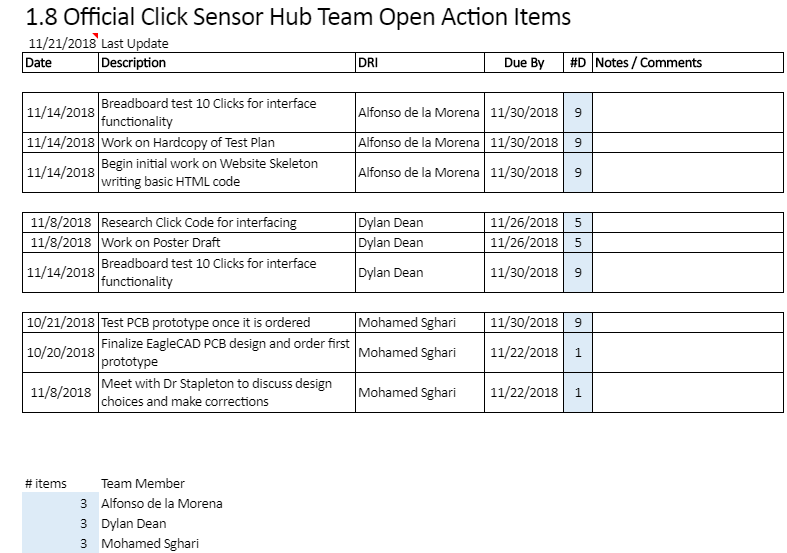 1.8 Official Click Sensor Hub Team Open Action Items
11/21/2018 Last Update
Date Description DRI Due By #D Notes / Comments
11/14/2018 Breadboard test 10 Clicks for interface functionality Alfonso de la Morena 11/30/2018 9
11/14/2018 Work on Hardcopy of Test Plan Alfonso de la Morena 11/30/2018 9
11/14/2018 Begin initial work on Website Skeleton writing basic HTML code Alfonso de la Morena 11/30/2018 9
11/8/2018 Research Click Code for interfacing Dylan Dean 11/26/2018 5
11/8/2018 Work on Poster Draft Dylan Dean 11/26/2018 5
11/14/2018 Breadboard test 10 Clicks for interface functionality Dylan Dean 11/30/2018 9
10/21/2018 Test PCB prototype once it is ordered Mohamed Sghari 11/30/2018 9
10/20/2018 Finalize EagleCAD PCB design and order first prototype Mohamed Sghari 11/22/2018 1
11/8/2018 Meet with Dr Stapleton to discuss design choices and make corrections Mohamed Sghari 11/22/2018 1
# items Team Member
3 Alfonso de la Morena
3 Dylan Dean
3 Mohamed Sghari